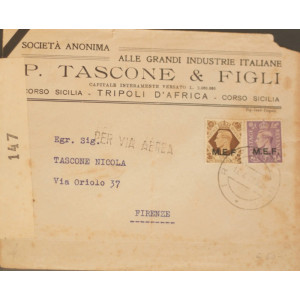 SOCIETÀ ANONIMA
ALLE GRANDI INDUSTRIE ITALIANE
P. TASCONE & FIGLI
CAPITALE INTERAMENTE VERSATO L.
CORSO SICILIA - TRIPOLI D'AFRICA - CORSO SICILIA
147
PER VIA AEREA
Egr. Sig.
TASCONE NICOLA
Via Oriolo 37
FIRENZE
M.E.F.
M.E.F.